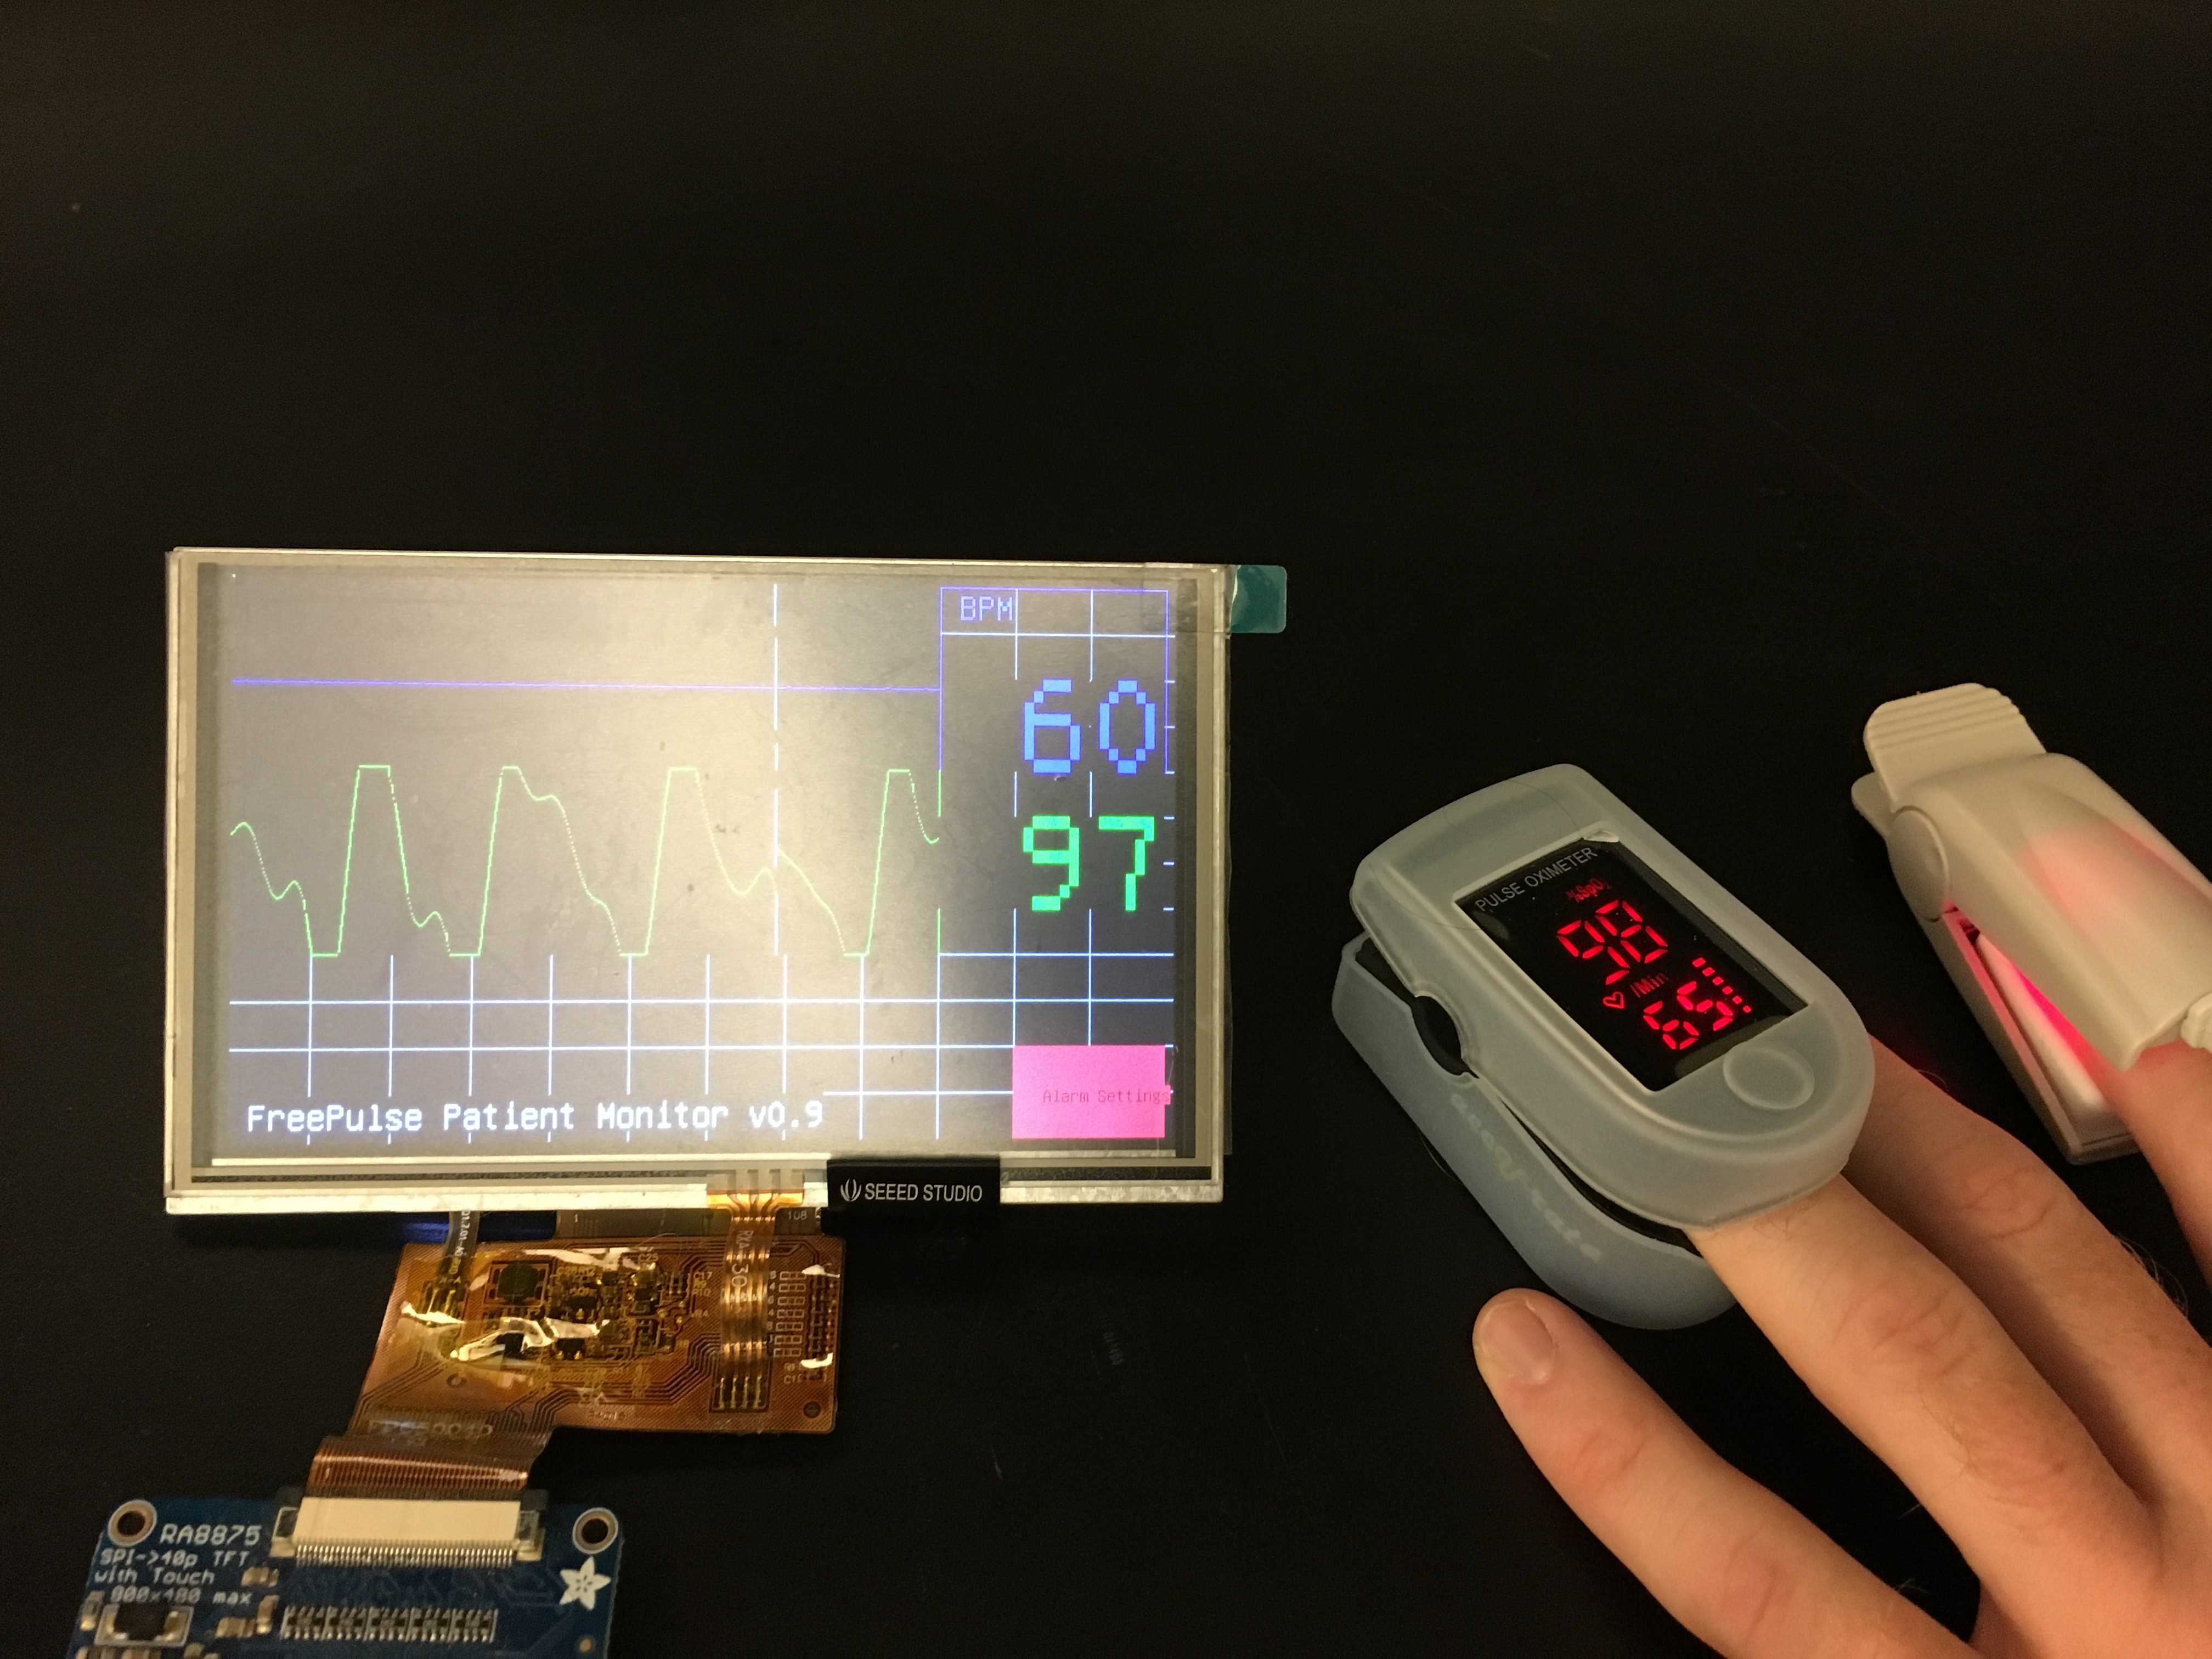 BPM
60
97
Alarm Settings
FreePulse Patient Monitor v0.9
SEEED STUDIO
PULSE OXIMETER
%SpO2
98
/Min
65
accurate
RA8875
SPI->40p TFT
with Touch
800x480 max